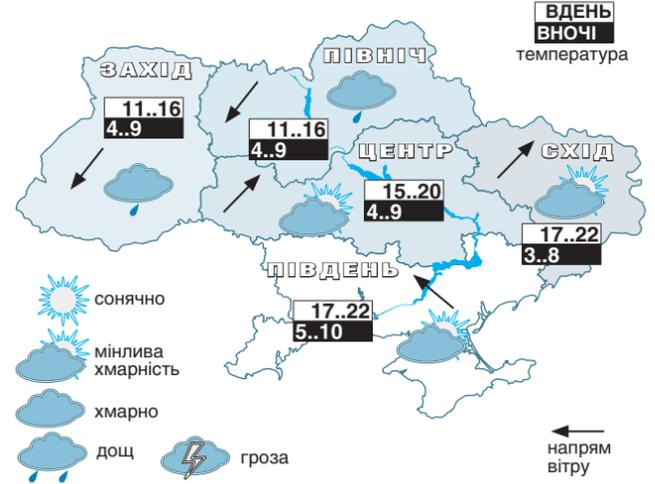 ВДЕНЬ
ВНОЧІ
температура
ПІВНІЧ
ЗАХІД
11..16
4..9
11..16
4..9
ЦЕНТР
СХІД
15..20
4..9
17..22
3..8
ПІВДЕНЬ
17..22
5..10
сонячно
мінлива
хмарність
хмарно
дощ
гроза
напрям
вітру